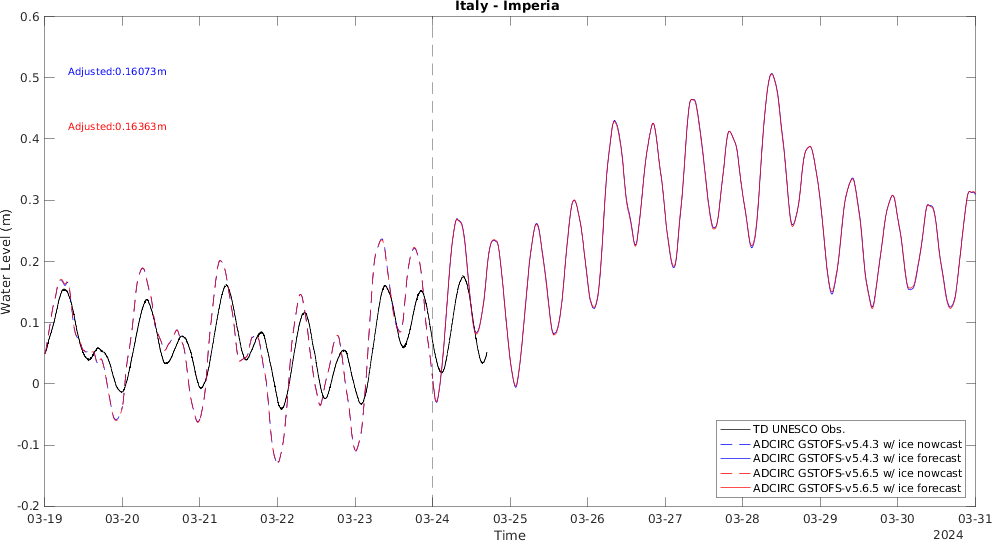 Italy - Imperia
0.6
0.5
0.4
0.3
0.2
0.1
0
-0.1
-0.2
Water Level (m)
Adjusted:0.16073m
Adjusted:0.16363m
TD UNESCO Obs.
ADCIRC GSTOFS-v5.4.3 w/ ice nowcast
ADCIRC GSTOFS-v5.4.3 w/ ice forecast
ADCIRC GSTOFS-v5.6.5 w/ ice nowcast
ADCIRC GSTOFS-v5.6.5 w/ ice forecast
03-19 03-20 03-21 03-22 03-23 03-24 03-25 03-26 03-27 03-28 03-29 03-30 03-31
Time
2024